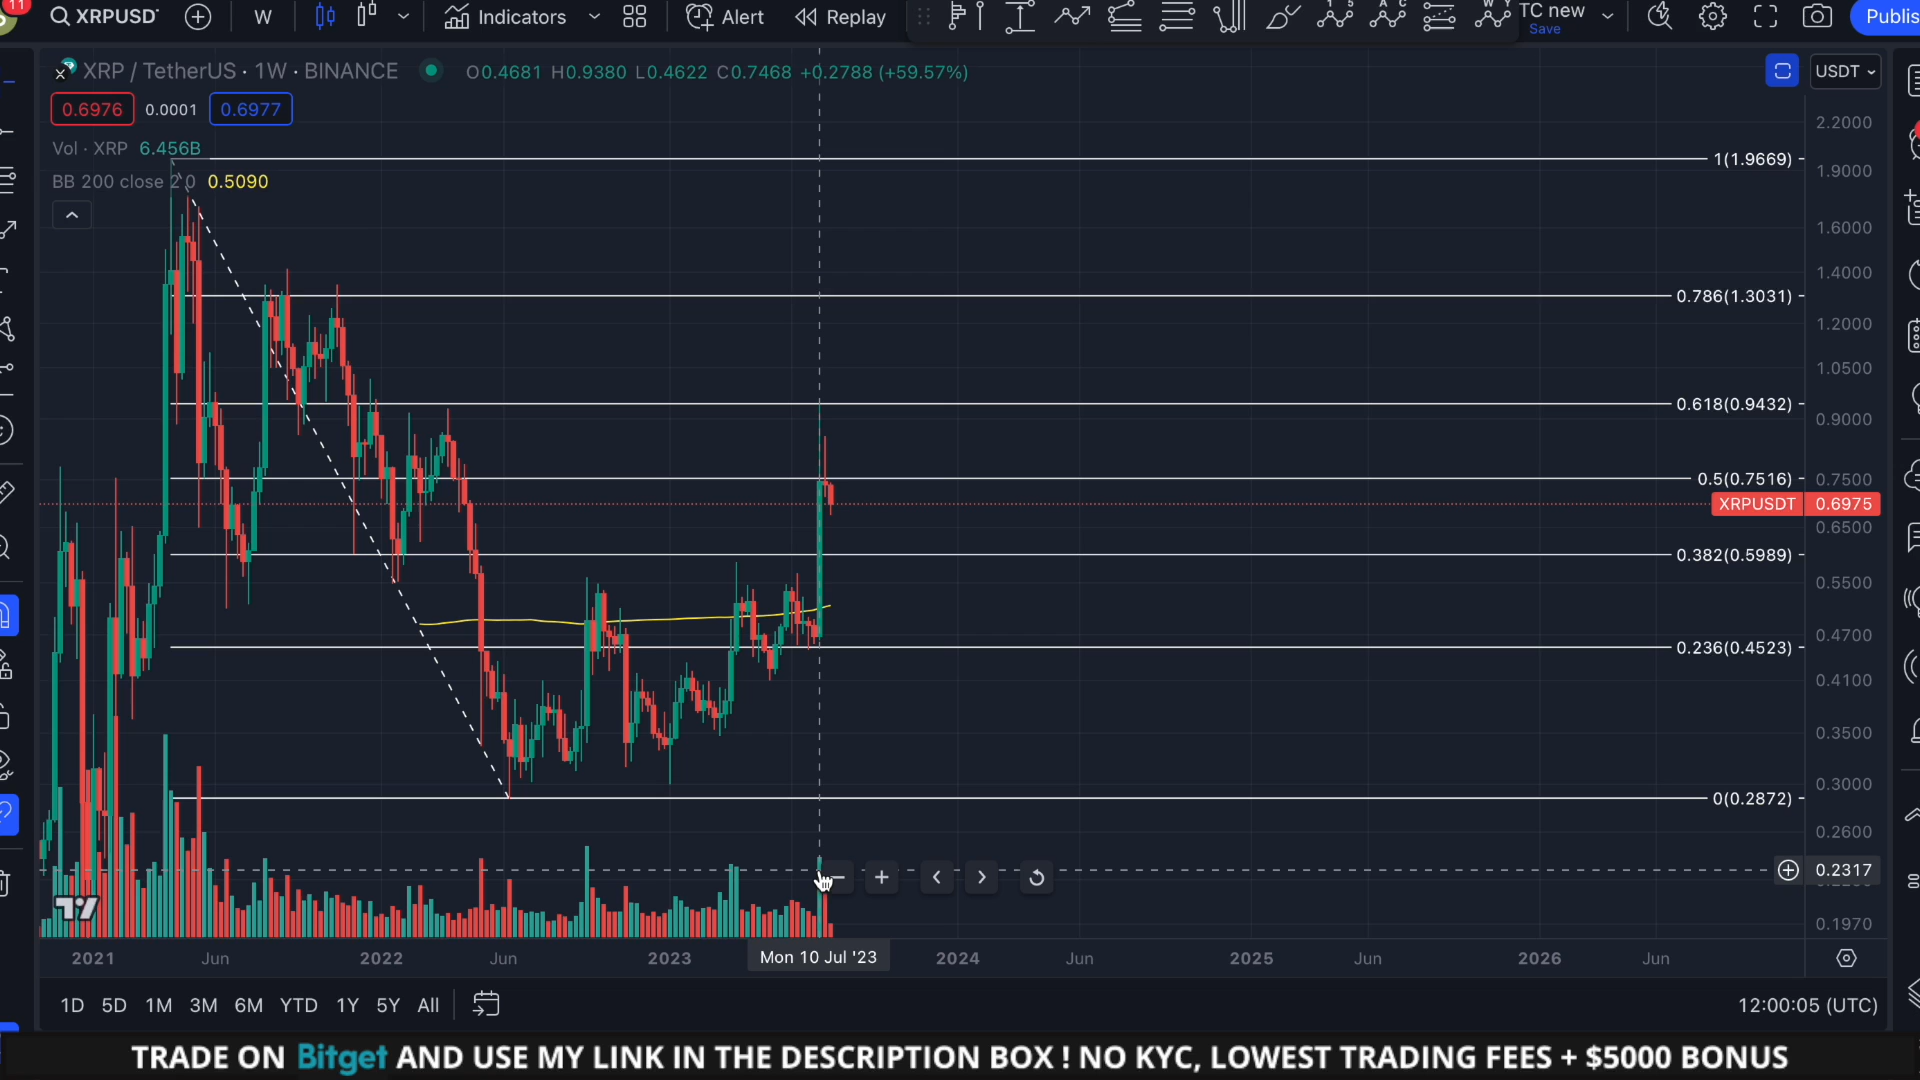 11
XRPUSDT
W
Indicators
Alert
Replay
TC new
Save
Publis
XRP / TetherUS · 1W · BINANCE
O0.4681 H0.9380 L0.4622 C0.7468 +0.2788 (+59.57%)
USDT
0.6976 0.0001 0.6977
Vol · XRP 6.456B
BB 200 close 2 0 0.5090
2.2000
1(1.9669)
1.9000
1.6000
1.4000
0.786(1.3031)
1.2000
1.0500
0.618(0.9432)
0.9000
0.5(0.7516)
0.7500
XRPUSDT 0.6975
0.6500
0.382(0.5989)
0.5500
0.4700
0.236(0.4523)
0.4100
0.3500
0.3000
0(0.2872)
0.2600
0.2317
0.1970
2021 Jun 2022 Jun 2023 Mon 10 Jul '23 2024 Jun 2025 Jun 2026 Jun
1D 5D 1M 3M 6M YTD 1Y 5Y All
12:00:05 (UTC)
TRADE ON Bitget AND USE MY LINK IN THE DESCRIPTION BOX ! NO KYC, LOWEST TRADING FEES + $5000 BONUS